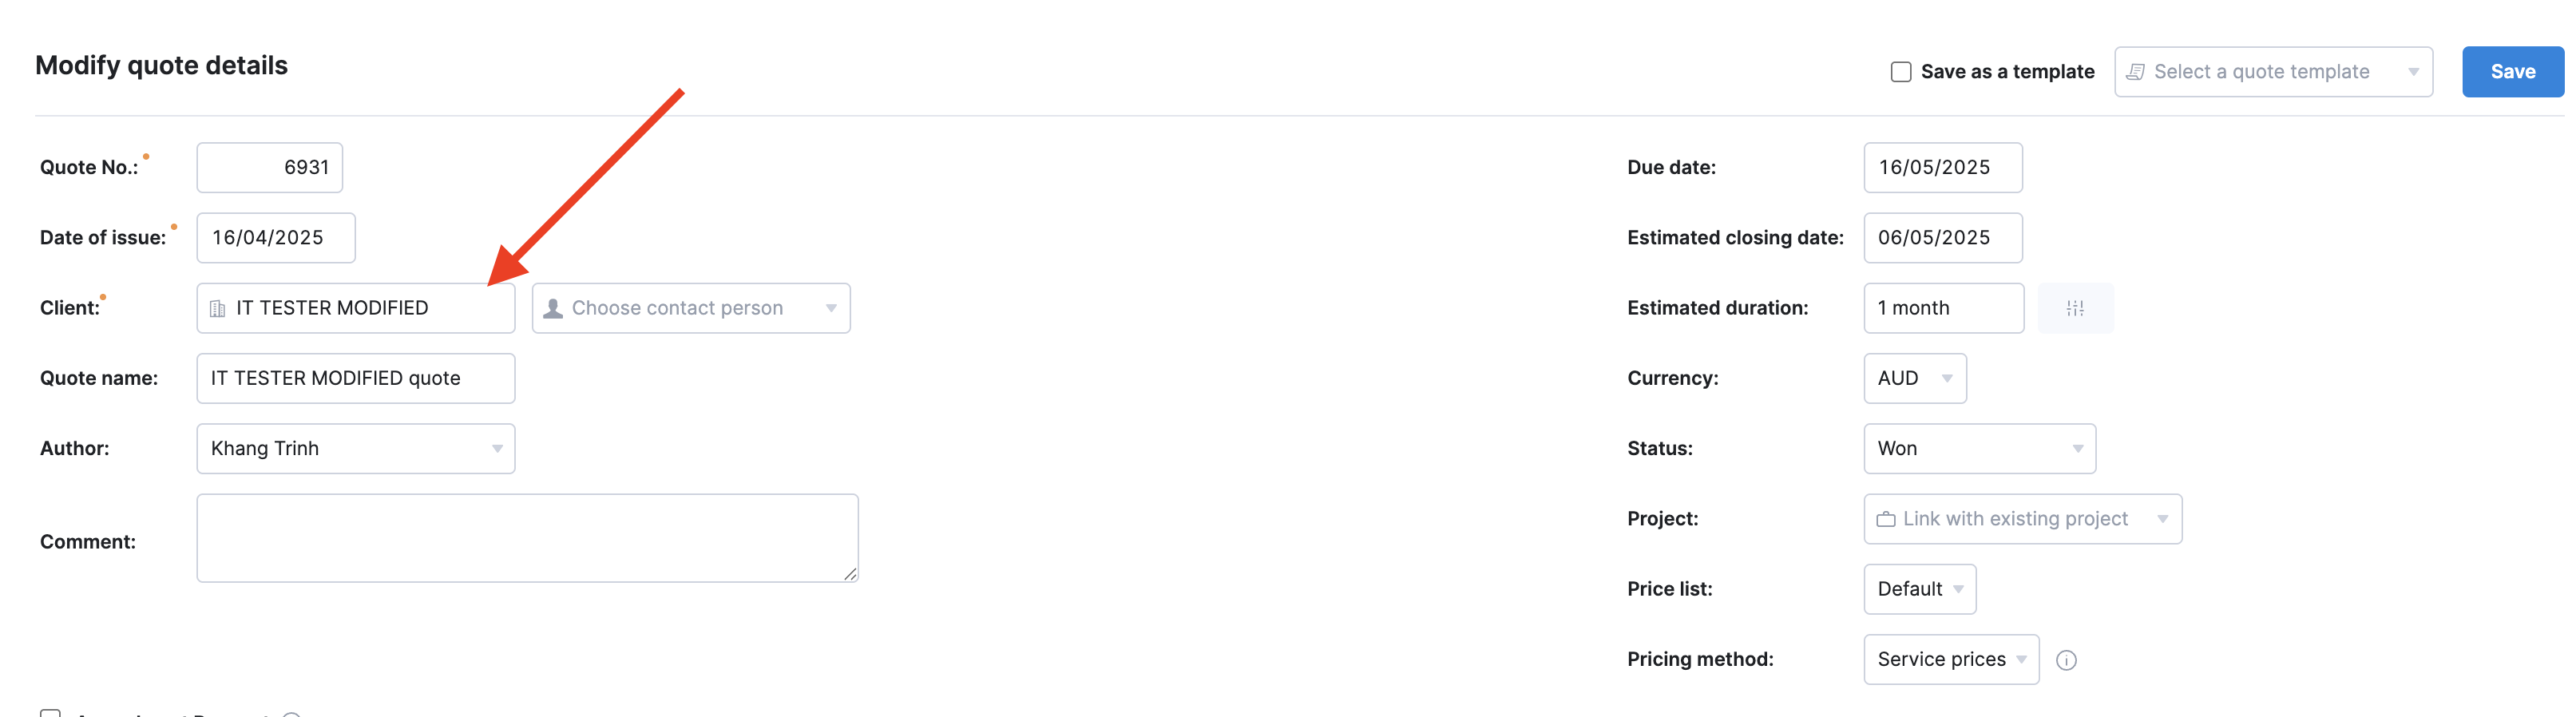 Modify quote details
Save as a template
Select a quote template
Save
Quote No.:
6931
Date of issue:
16/04/2025
Client:
IT TESTER MODIFIED
Choose contact person
Quote name:
IT TESTER MODIFIED quote
Author:
Khang Trinh
Comment:
Due date:
16/05/2025
Estimated closing date:
06/05/2025
Estimated duration:
1 month
Currency:
AUD
Status:
Won
Project:
Link with existing project
Price list:
Default
Pricing method:
Service prices